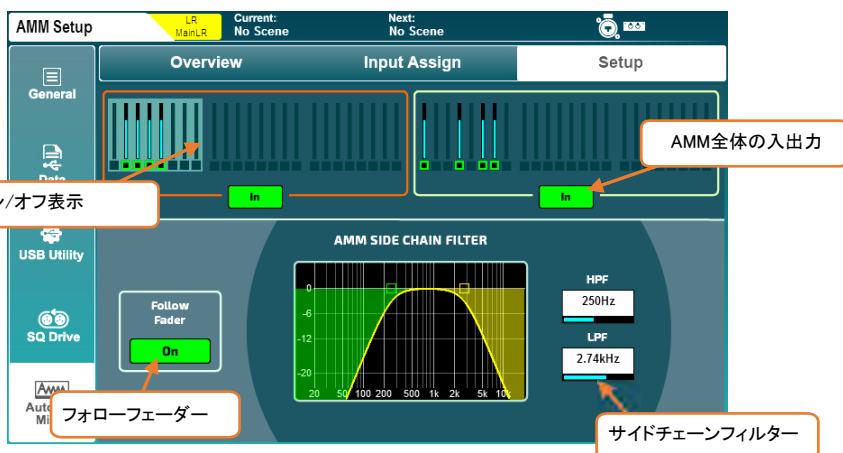 AMM Setup
LR
MainLR
Current:
No Scene
Next:
No Scene
Overview
Input Assign
Setup
General
Data
USB Utility
SQ Drive
In
In
AMM全体の入出力
ン/オフ表示
AMM SIDE CHAIN FILTER
0
-6
-12
-20
20 50 100 200 500 1k 2k 5k 10k
Follow
Fader
On
HPF
250Hz
LPF
2.74kHz
フォローフェーダー
サイドチェーンフィルター